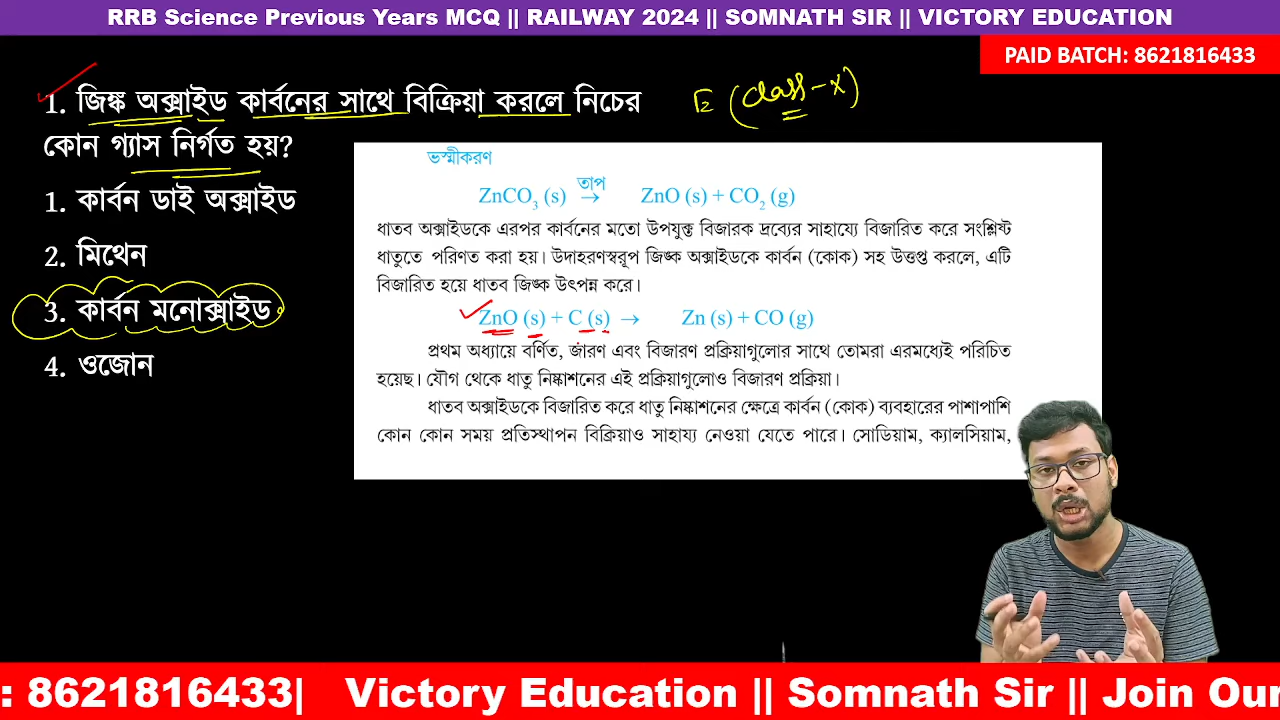 RRB Science Previous Years MCQ || RAILWAY 2024 || SOMNATH SIR || VICTORY EDUCATION
PAID BATCH: 8621816433
1. জিঙ্ক অক্সাইড কার্বনের সাথে বিক্রিয়া করলে নিচের
কোন গ্যাস নির্গত হয়?
1. কার্বন ডাই অক্সাইড
2. মিথেন
3. কার্বন মনোক্সাইড
4. ওজোন
(class-X)
ভস্মীকরণ
তাপ
ZnCO₃ (s) → ZnO (s) + CO₂ (g)
ধাতব অক্সাইডকে এরপর কার্বনের মতো উপযুক্ত বিজারক দ্রব্যের সাহায্যে বিজারিত করে সংশ্লিষ্ট
ধাতুতে পরিণত করা হয়। উদাহরণস্বরূপ জিঙ্ক অক্সাইডকে কার্বন (কোক) সহ উত্তপ্ত করলে, এটি
বিজারিত হয়ে ধাতব জিঙ্ক উৎপন্ন করে।
ZnO (s) + C (s) → Zn (s) + CO (g)
প্রথম অধ্যায়ে বর্ণিত, জারণ এবং বিজারণ প্রক্রিয়াগুলোর সাথে তোমরা এরমধ্যেই পরিচিত
হয়েছ। যৌগ থেকে ধাতু নিষ্কাশনের এই প্রক্রিয়াগুলোও বিজারণ প্রক্রিয়া।
ধাতব অক্সাইডকে বিজারিত করে ধাতু নিষ্কাশনের ক্ষেত্রে কার্বন (কোক) ব্যবহারের পাশাপাশি
কোন কোন সময় প্রতিস্থাপন বিক্রিয়াও সাহায্য নেওয়া যেতে পারে। সোডিয়াম, ক্যালসিয়াম,
: 8621816433| Victory Education || Somnath Sir || Join Our